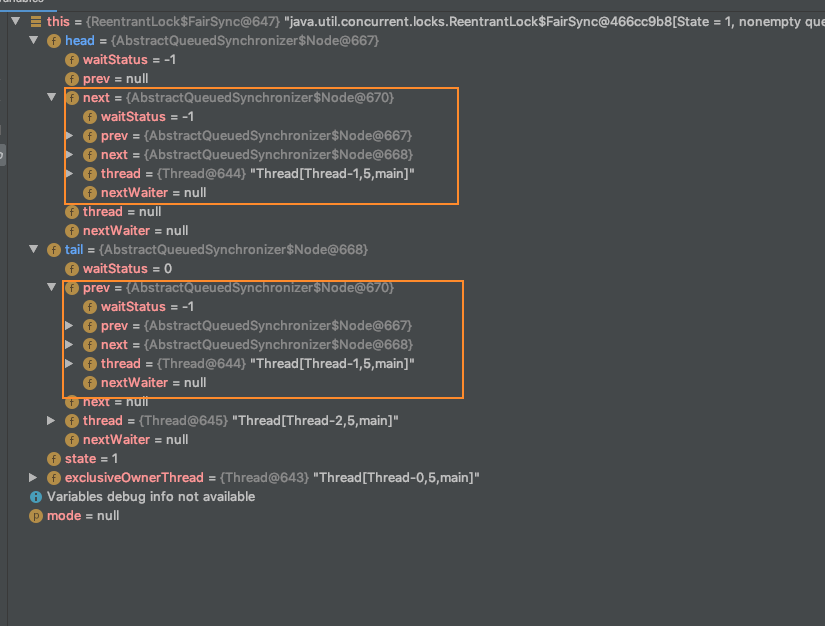 this = {ReentrantLock$FairSync@647} "java.util.concurrent.locks.ReentrantLock$FairSync@466cc9b8[State = 1, nonempty que
head = {AbstractQueuedSynchronizer$Node@667}
waitStatus = -1
prev = null
next = {AbstractQueuedSynchronizer$Node@670}
waitStatus = -1
prev = {AbstractQueuedSynchronizer$Node@667}
next = {AbstractQueuedSynchronizer$Node@668}
thread = {Thread@644} "Thread[Thread-1,5,main]"
nextWaiter = null
thread = null
nextWaiter = null
tail = {AbstractQueuedSynchronizer$Node@668}
waitStatus = 0
prev = {AbstractQueuedSynchronizer$Node@670}
waitStatus = -1
prev = {AbstractQueuedSynchronizer$Node@667}
next = {AbstractQueuedSynchronizer$Node@668}
thread = {Thread@644} "Thread[Thread-1,5,main]"
nextWaiter = null
next = null
thread = {Thread@645} "Thread[Thread-2,5,main]"
nextWaiter = null
state = 1
exclusiveOwnerThread = {Thread@643} "Thread[Thread-0,5,main]"
Variables debug info not available
mode = null